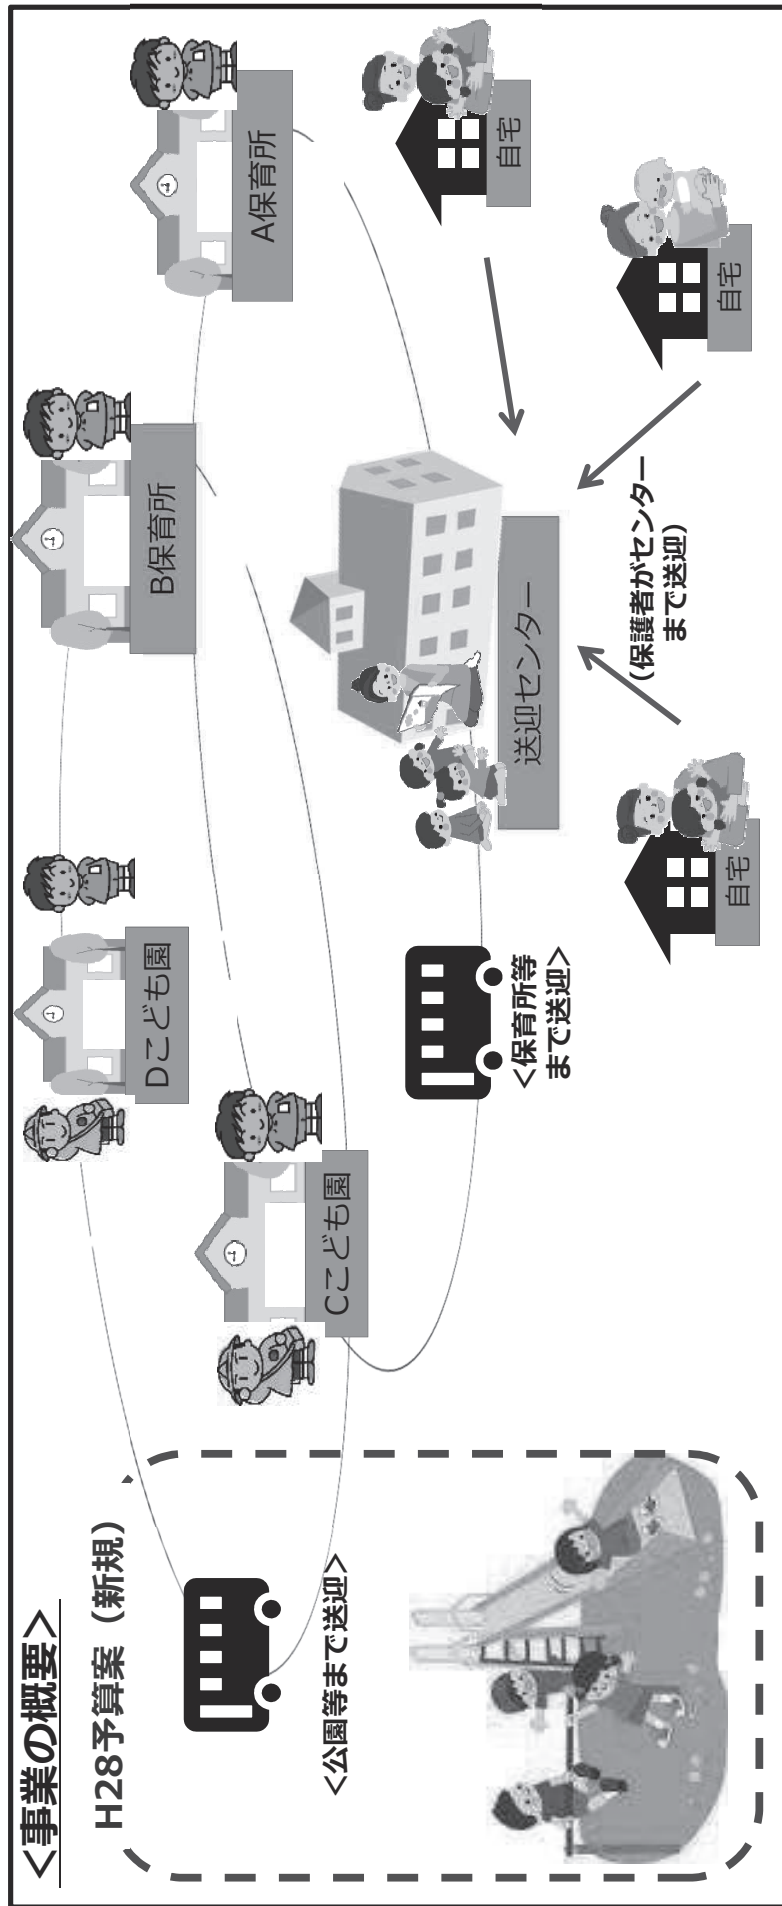 <事業の概要>
H28予算案（新規）
<公園等まで送迎>
Dこども園
Cこども園
B保育所
A保育所
<保育所等
まで送迎>
送迎センター
（保護者がセンター
まで送迎）
自宅
自宅
自宅